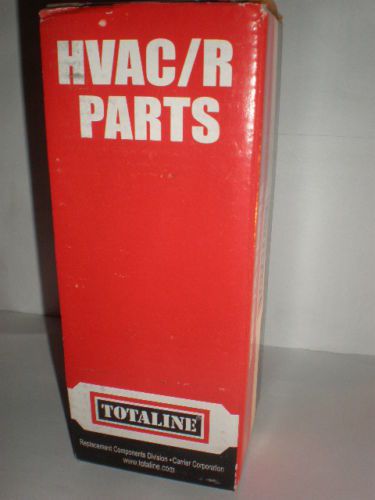 HVAC/R
PARTS
TOTALINE
Replacement Components Division • Carrier Corporation
www.totaline.com